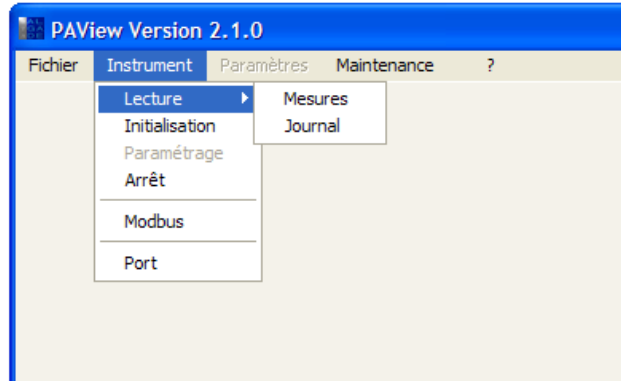 PAView Version 2.1.0
Fichier Instrument Paramètres Maintenance ?
Lecture Mesures
Initialisation Journal
Paramétrage
Arrêt
Modbus
Port